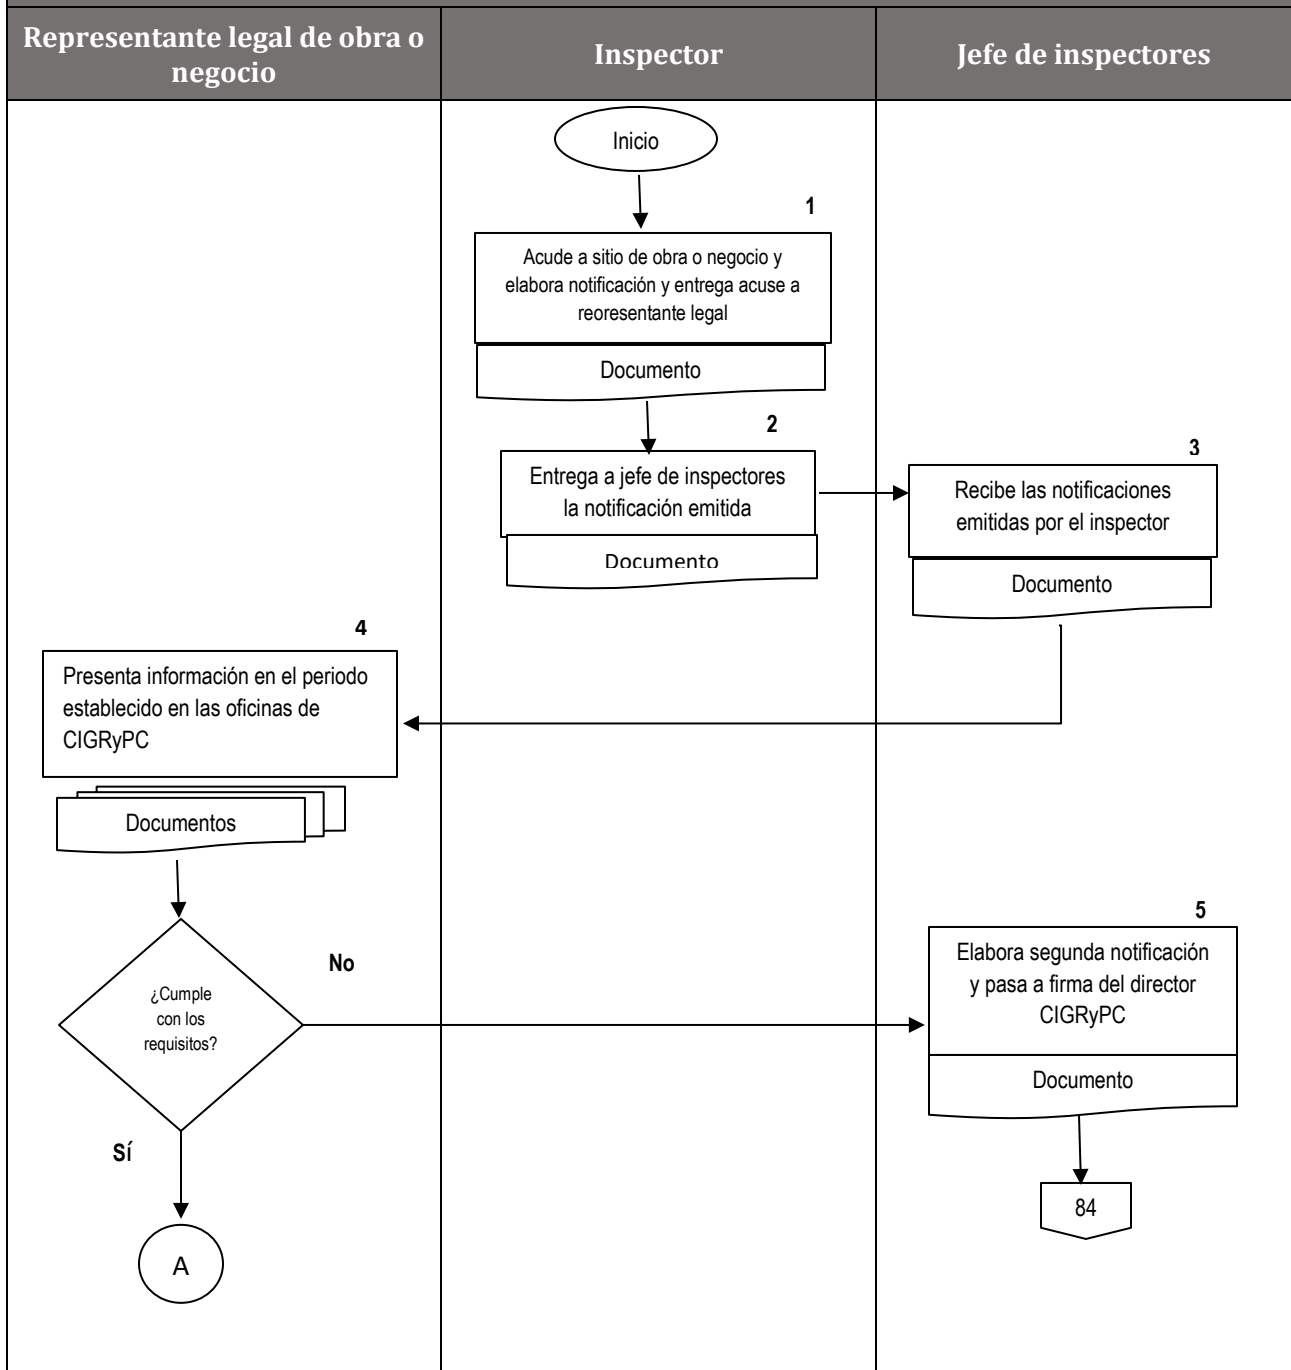 Representante legal de obra o
negocio
Inspector
Jefe de inspectores
Inicio
1
Acude a sitio de obra o negocio y
elabora notificación y entrega acuse a
reoresentante legal
Documento
2
Entrega a jefe de inspectores
la notificación emitida
Documento
3
Recibe las notificaciones
emitidas por el inspector
Documento
4
Presenta información en el periodo
establecido en las oficinas de
CIGRyPC
Documentos
¿Cumple
con los
requisitos?
No
Sí
A
5
Elabora segunda notificación
y pasa a firma del director
CIGRyPC
Documento
84